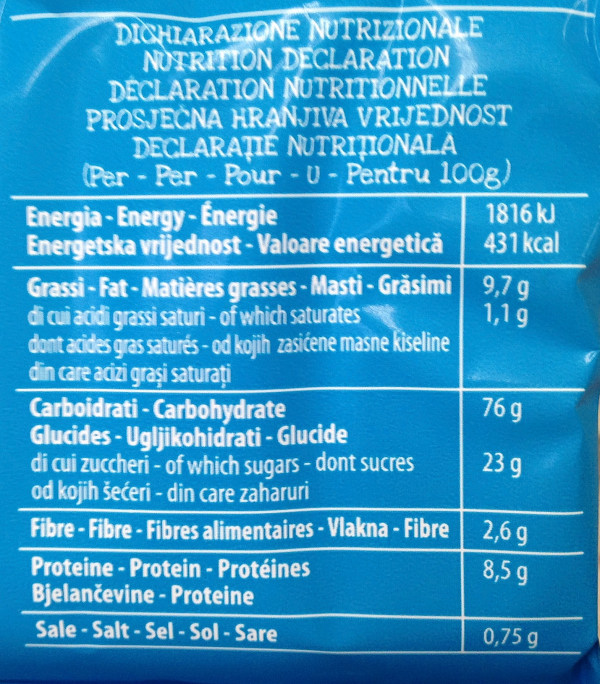 DICHIARAZIONE NUTRIZIONALE
NUTRITION DECLARATION
DÉCLARATION NUTRITIONNELLE
PROSJEČNA HRANJIVA VRIJEDNOST
DECLARAȚIE NUTRIȚIONALĂ
(Per - Per - Pour - U - Pentru 100g)
Energia - Energy - Énergie 1816 kJ
Energetska vrijednost - Valoare energetică 431 kcal
Grassi - Fat - Matières grasses - Masti - Grăsimi 9,7 g
di cui acidi grassi saturi - of which saturates 1,1 g
dont acides gras saturés - od kojih zasićene masne kiseline
din care acizi grași saturați
Carboidrati - Carbohydrate 76 g
Glucides - Ugljikohidrati - Glucide
di cui zuccheri - of which sugars - dont sucres 23 g
od kojih šećeri - din care zaharuri
Fibre - Fibre - Fibres alimentaires - Vlakna - Fibre 2,6 g
Proteine - Protein - Protéines 8,5 g
Bjelančevine - Proteine
Sale - Salt - Sel - Sol - Sare 0,75 g